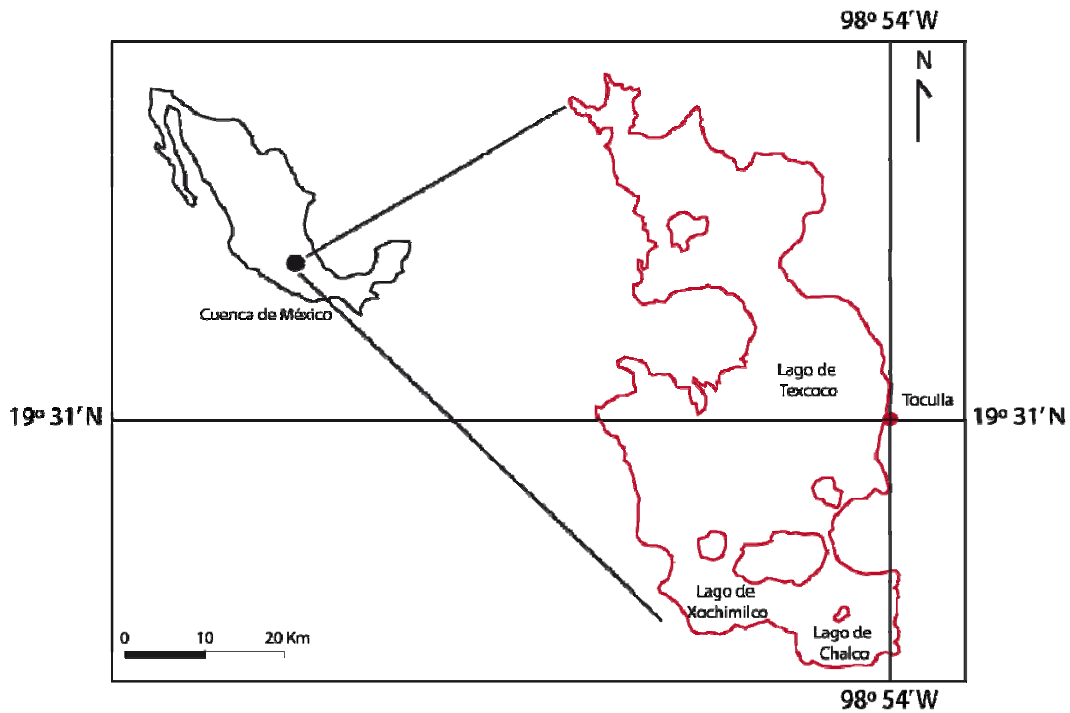 98º 54´W
N
Cuenca de México
Lago de
Texcoco
Toculla
19º 31´N
19º 31´N
Lago de
Xochimilco
0 10 20 Km
Lago de
Chalco
98º 54´W